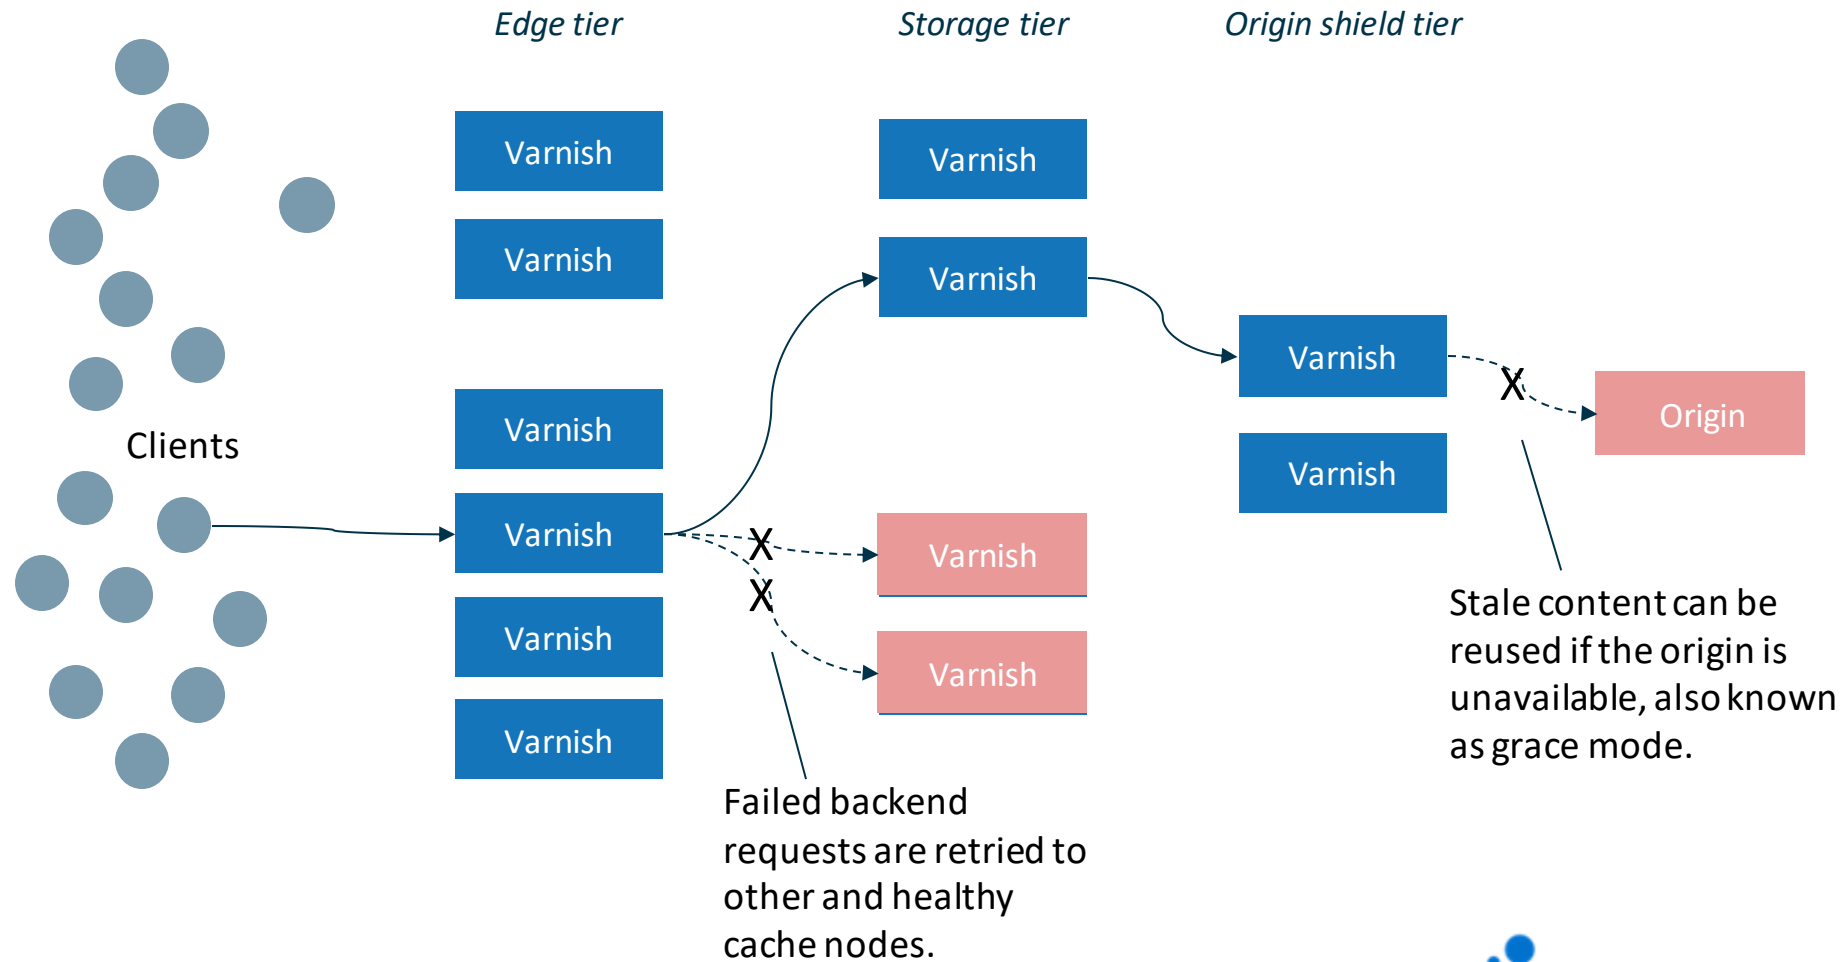 Edge tier
Storage tier
Origin shield tier
Varnish
Varnish
Varnish
Varnish
Varnish
Varnish
Clients
Varnish
Varnish
Varnish
Varnish
Varnish
Varnish
Varnish
Origin
X
X
X
Failed backend
requests are retried to
other and healthy
cache nodes.
Stale content can be
reused if the origin is
unavailable, also known
as grace mode.